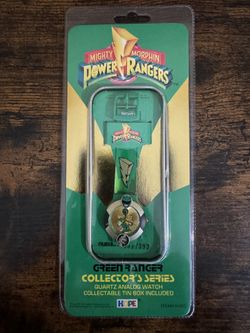 MIGHTY MORPHIN
POWER RANGERS
POWER RANGERS
GREEN RANGER
COLLECTOR'S SERIES
QUARTZ ANALOG WATCH
COLLECTABLE TIN BOX INCLUDED
HOPE